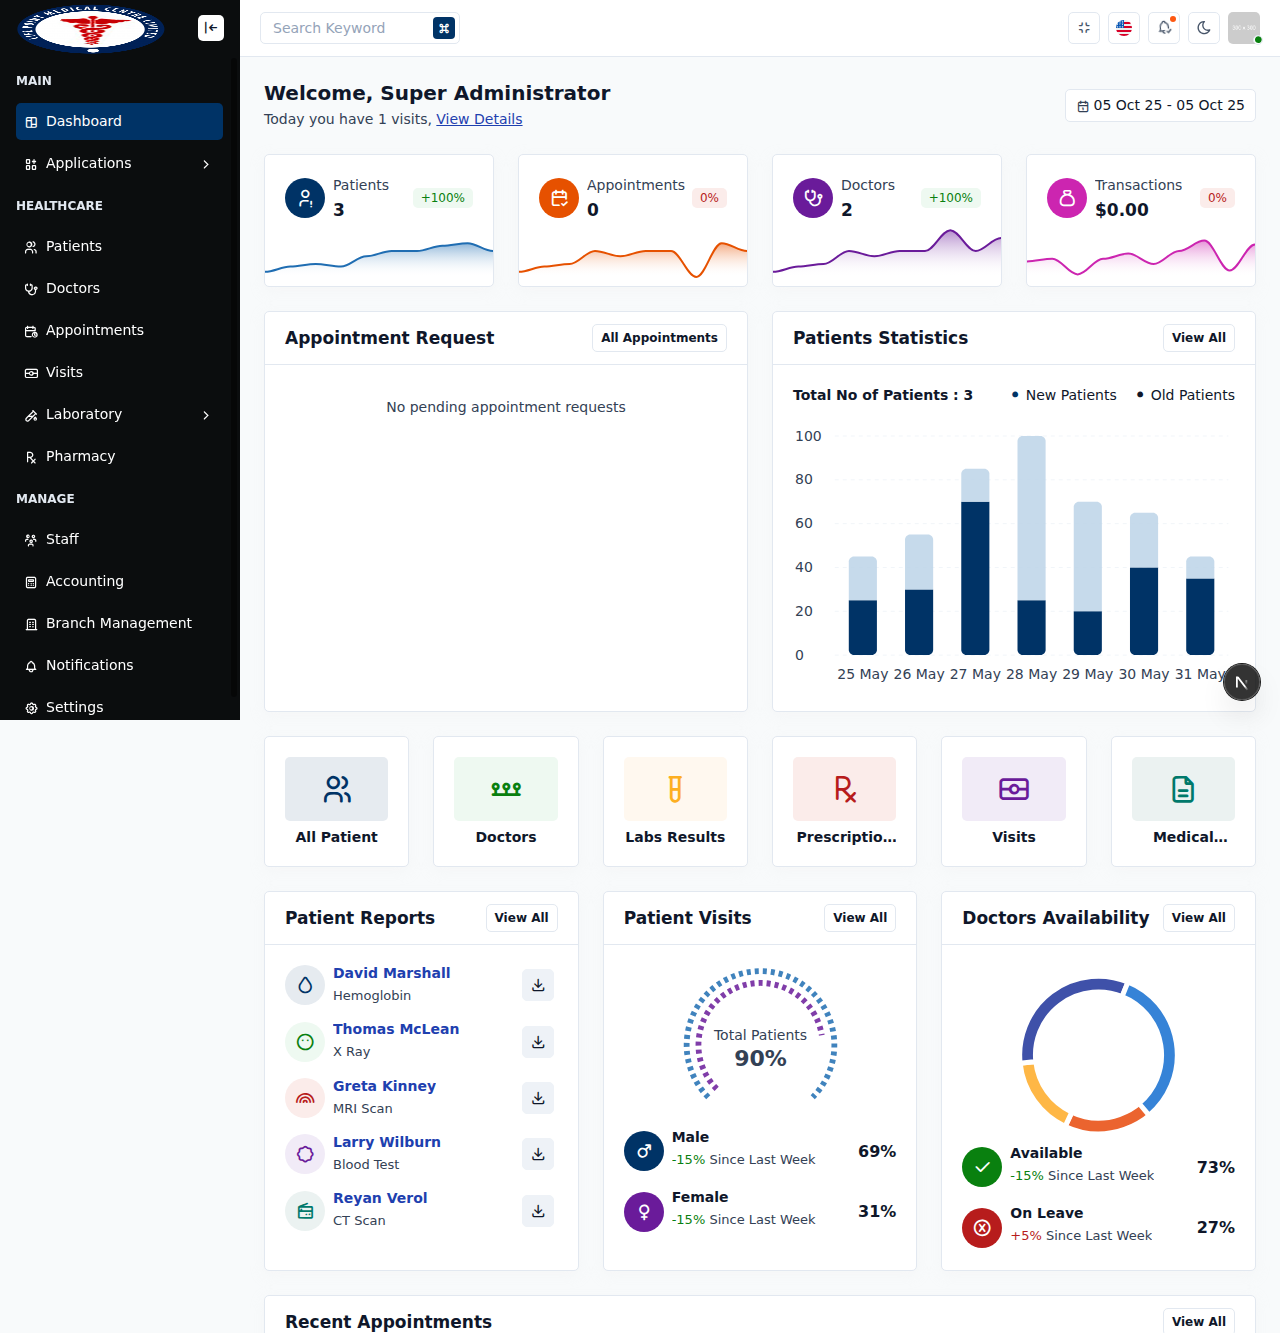 MEDICAL CENTRE
Search Keyword
⌘
MAIN
Dashboard
Applications
HEALTHCARE
Patients
Doctors
Appointments
Visits
Laboratory
Pharmacy
MANAGE
Staff
Accounting
Branch Management
Notifications
Settings
Welcome, Super Administrator
Today you have 1 visits, View Details
05 Oct 25 - 05 Oct 25
Patients
3
+100%
Appointments
0
0%
Doctors
2
+100%
Transactions
$0.00
0%
Appointment Request
All Appointments
No pending appointment requests
Patients Statistics
View All
Total No of Patients : 3
New Patients
Old Patients
100
80
60
40
20
0
25 May 26 May 27 May 28 May 29 May 30 May 31 May
N
All Patient
Doctors
Labs Results
Prescriptio...
Visits
Medical...
Patient Reports
View All
David Marshall
Hemoglobin
Thomas McLean
X Ray
Greta Kinney
MRI Scan
Larry Wilburn
Blood Test
Reyan Verol
CT Scan
Patient Visits
View All
Total Patients
90%
Male
-15% Since Last Week
69%
Female
-15% Since Last Week
31%
Doctors Availability
View All
Available
-15% Since Last Week
73%
On Leave
+5% Since Last Week
27%
Recent Appointments
View All